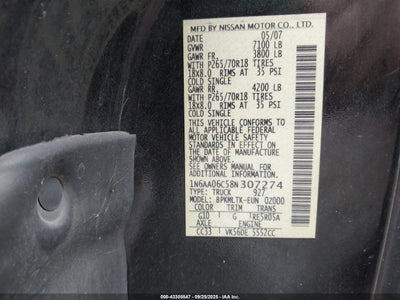 MFD BY NISSAN MOTOR CO., LTD.
DATE 05/07
GVWR 7100 LB
GAWR FR. 3800 LB
WITH P265/70R18 TIRES
18X8.0 RIMS AT 35 PSI
COLD SINGLE
GAWR RR. 4200 LB
WITH P265/70R18 TIRES
18X8.0 RIMS AT 35 PSI
COLD SINGLE
THIS VEHICLE CONFORMS TO ALL
APPLICABLE FEDERAL MOTOR
VEHICLE SAFETY STANDARDS
IN EFFECT ON THE DATE OF
MANUFACTURE SHOWN ABOVE.
SEE OWNERS MANUAL FOR
ADDITIONAL INFORMATION
1N6AA06C58N307274
TYPE: TRUCK 927
MODEL: BPKMLTK-EUN 02000
COLOR TRIM TRANS
G10 G RE5R05A
AXLE ENGINE
CC33 VK56DE 5552CC
000-43305547 - 09/25/2025 - IAA